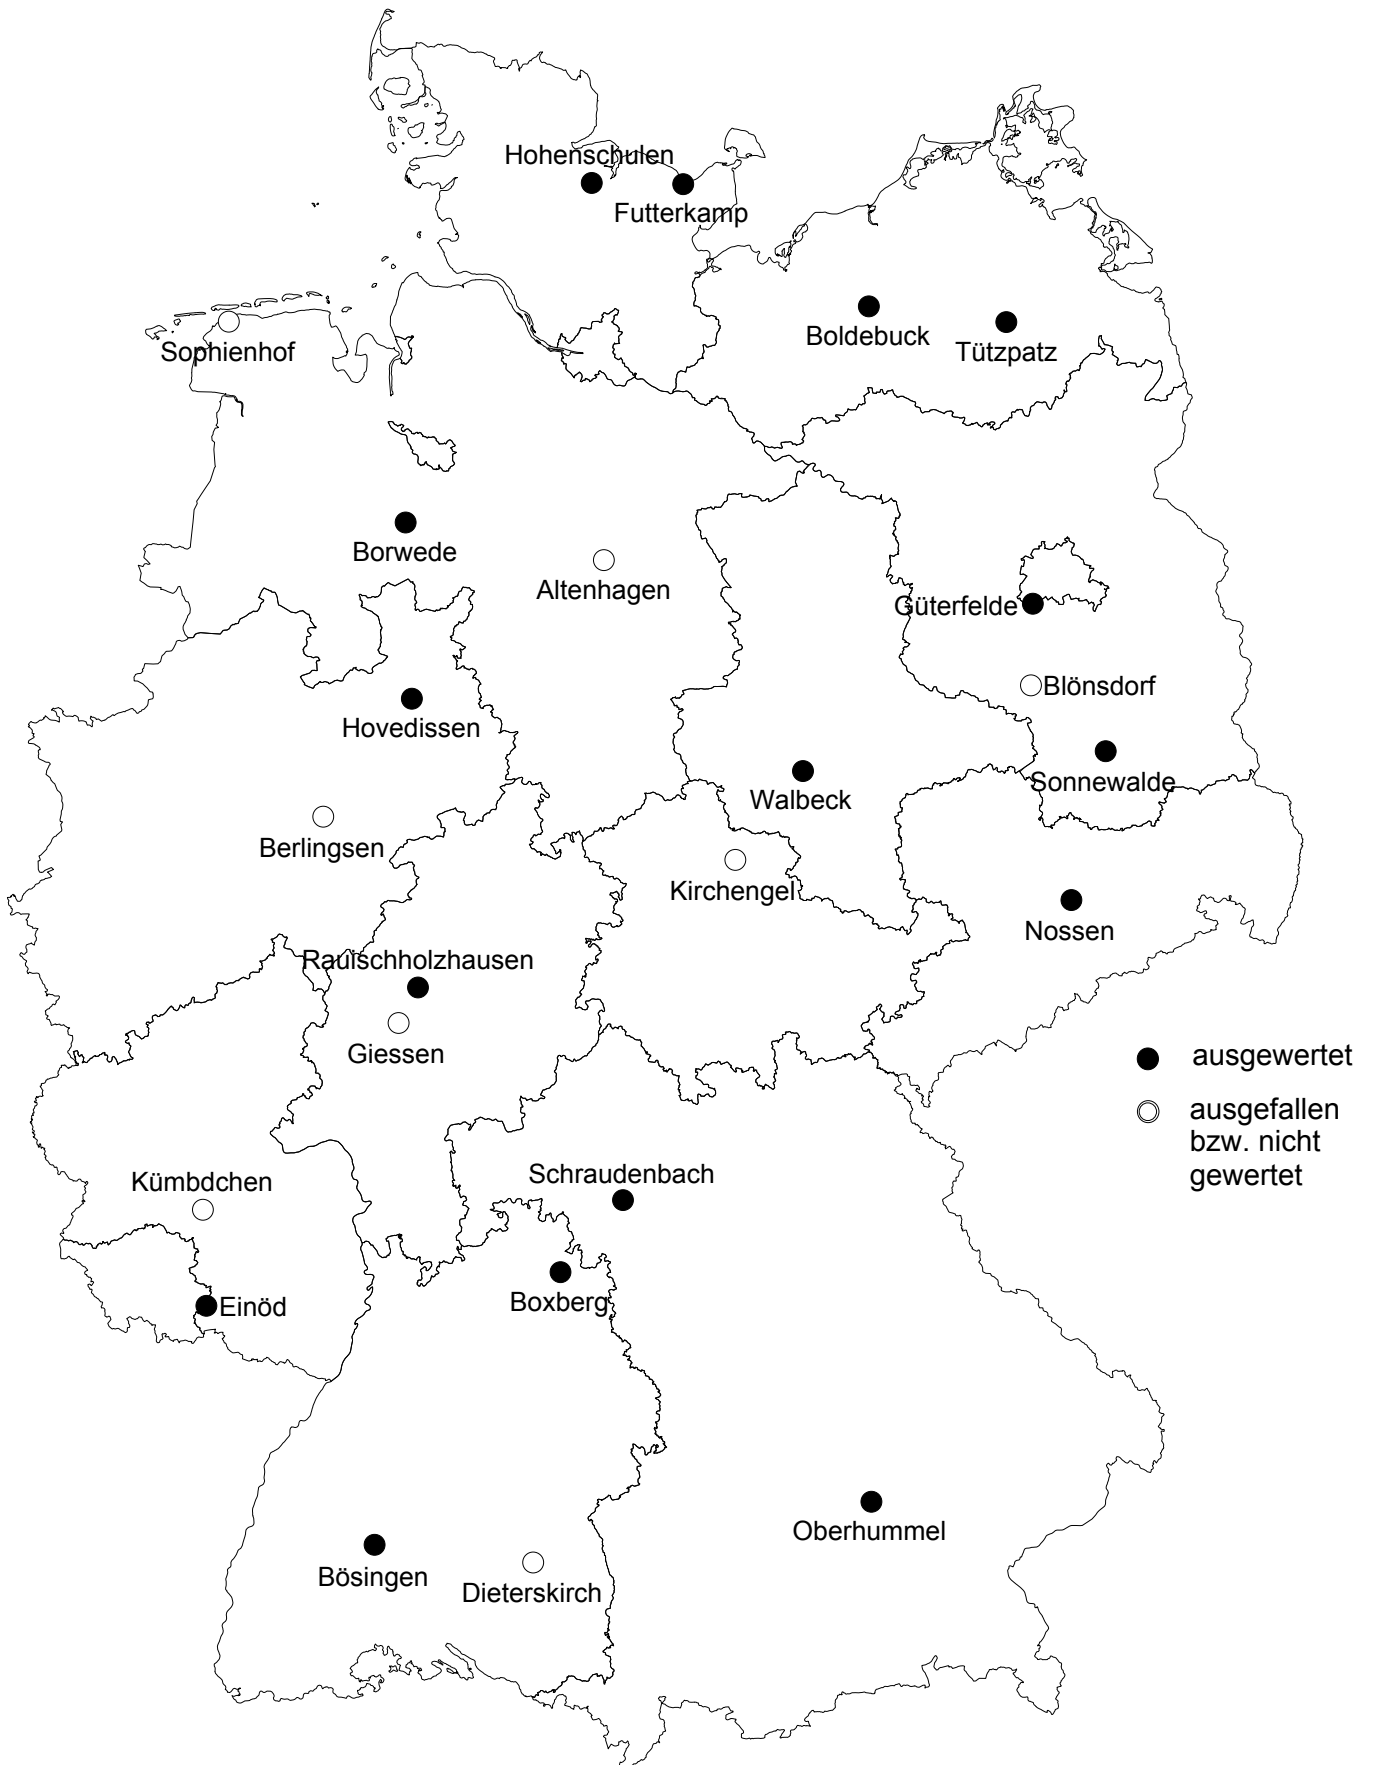 Hohenschulen
Futterkamp
Boldebuck
Tützpatz
Sophienhof
Borwede
Altenhagen
Güterfelde
Blönsdorf
Hovedissen
Sonnewalde
Walbeck
Berlingsen
Kirchengel
Nossen
Rauischholzhausen
Giessen
ausgewertet
ausgefallen
bzw. nicht
gewertet
Schraudenbach
Kümbdchen
Boxberg
Einöd
Oberhummel
Bösingen
Dieterskirch